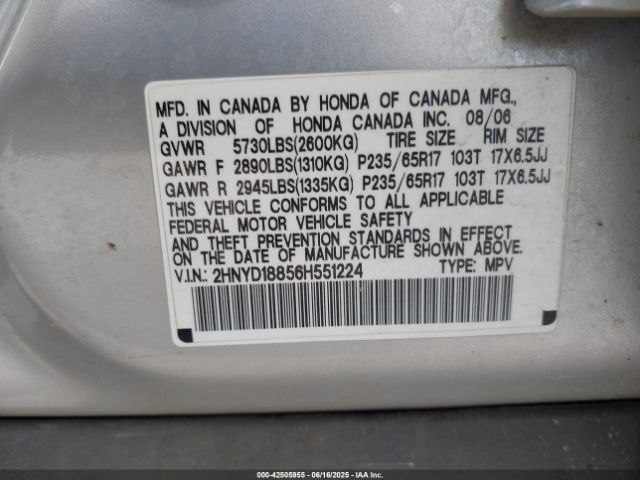 MFD. IN CANADA BY HONDA OF CANADA MFG.,
A DIVISION OF HONDA CANADA INC. 08/06
GVWR 5730LBS(2600KG) TIRE SIZE RIM SIZE
GAWR F 2890LBS(1310KG) P235/65R17 103T 17X6.5JJ
GAWR R 2945LBS(1335KG) P235/65R17 103T 17X6.5JJ
THIS VEHICLE CONFORMS TO ALL APPLICABLE
FEDERAL MOTOR VEHICLE SAFETY
AND THEFT PREVENTION STANDARDS IN EFFECT
ON THE DATE OF MANUFACTURE SHOWN ABOVE.
V.I.N.: 2HNYD18856H551224 TYPE: MPV
000-42505955 - 06/16/2025 - IAAI.COM